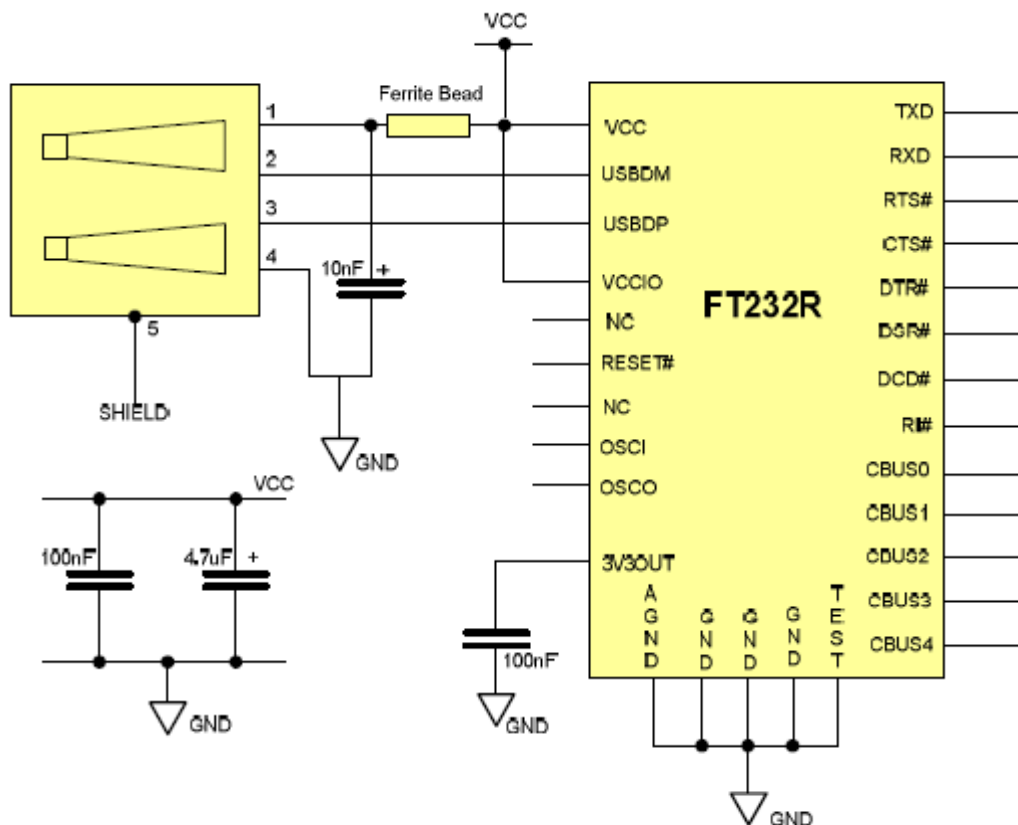 VCC
Ferrite Bead
1
2
3
4
5
SHIELD
10nF +
GND
VCC
100nF
4.7uF +
GND
VCC
USBDM
USBDP
VCCIO
NC
RESET#
NC
OSCI
OSCO
3V3OUT
100nF
GND
FT232R
TXD
RXD
RTS#
CTS#
DTR#
DSR#
DCD#
RI#
CBUS0
CBUS1
CBUS2
CBUS3
CBUS4
AGND
GND
GND
GND
TEST
GND